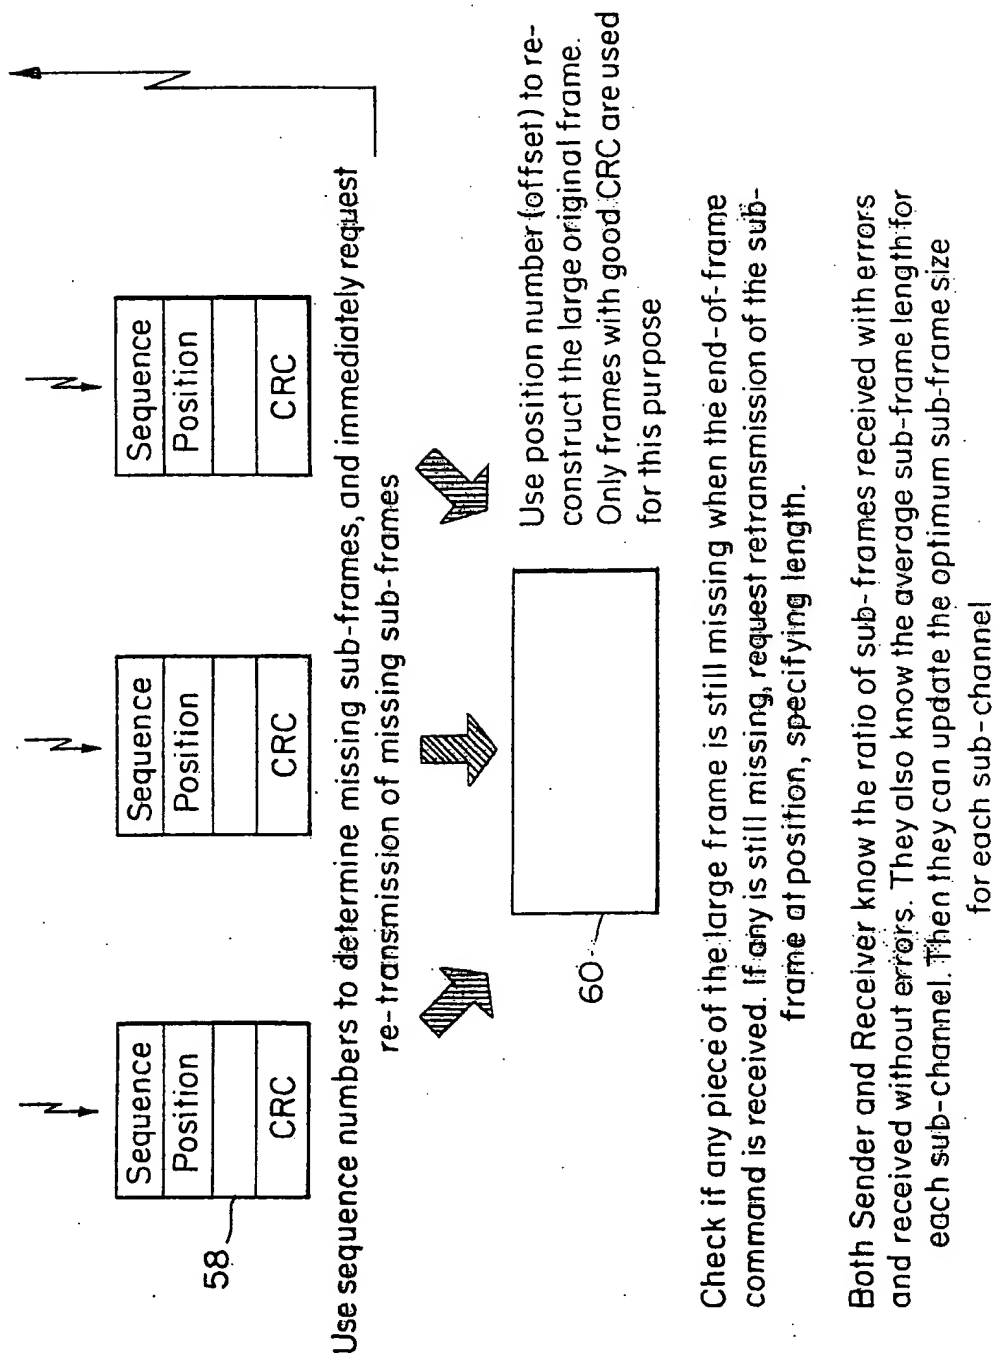 Sequence
Position
CRC
58
Sequence
Position
CRC
Sequence
Position
CRC
Use sequence numbers to determine missing sub-frames, and immediately request
re-transmission of missing sub-frames
60
Use position number (offset) to re-
construct the large original frame.
Only frames with good CRC are used
for this purpose
Check if any piece of the large frame is still missing when the end-of-frame
command is received. If any is still missing, request retransmission of the sub-
frame at position, specifying length.
Both Sender and Receiver know the ratio of sub-frames received with errors
and received without errors. They also know the average sub-frame length for
each sub-channel. Then they can update the optimum sub-frame size
for each sub-channel